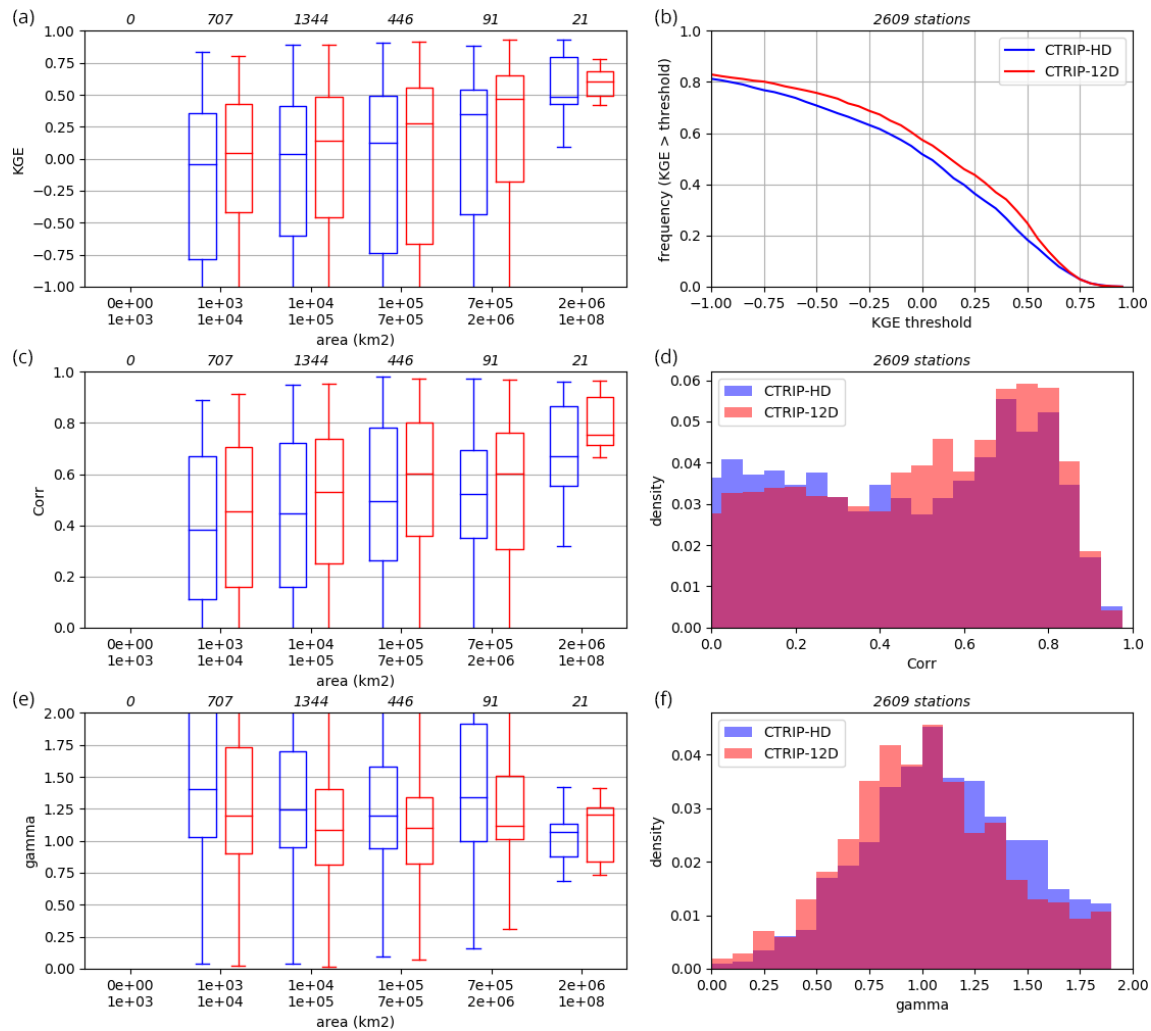 (a)
0 707 1344 446 91 21
1.00
0.75
0.50
0.25
0.00
−0.25
−0.50
−0.75
−1.00
KGE
0e+00 1e+03 1e+04 1e+05 7e+05 2e+06
1e+03 1e+04 1e+05 7e+05 2e+06 1e+08
area (km2)
(b)
2609 stations
CTRIP-HD
CTRIP-12D
1.0
0.8
0.6
0.4
0.2
0.0
frequency (KGE > threshold)
−1.00 −0.75 −0.50 −0.25 0.00 0.25 0.50 0.75 1.00
KGE threshold
(c)
0 707 1344 446 91 21
1.0
0.8
0.6
0.4
0.2
0.0
Corr
0e+00 1e+03 1e+04 1e+05 7e+05 2e+06
1e+03 1e+04 1e+05 7e+05 2e+06 1e+08
area (km2)
(d)
2609 stations
CTRIP-HD
CTRIP-12D
0.06
0.05
0.04
0.03
0.02
0.01
0.00
density
0.0 0.2 0.4 0.6 0.8 1.0
Corr
(e)
0 707 1344 446 91 21
2.00
1.75
1.50
1.25
1.00
0.75
0.50
0.25
0.00
gamma
0e+00 1e+03 1e+04 1e+05 7e+05 2e+06
1e+03 1e+04 1e+05 7e+05 2e+06 1e+08
area (km2)
(f)
2609 stations
CTRIP-HD
CTRIP-12D
0.04
0.03
0.02
0.01
0.00
density
0.00 0.25 0.50 0.75 1.00 1.25 1.50 1.75 2.00
gamma